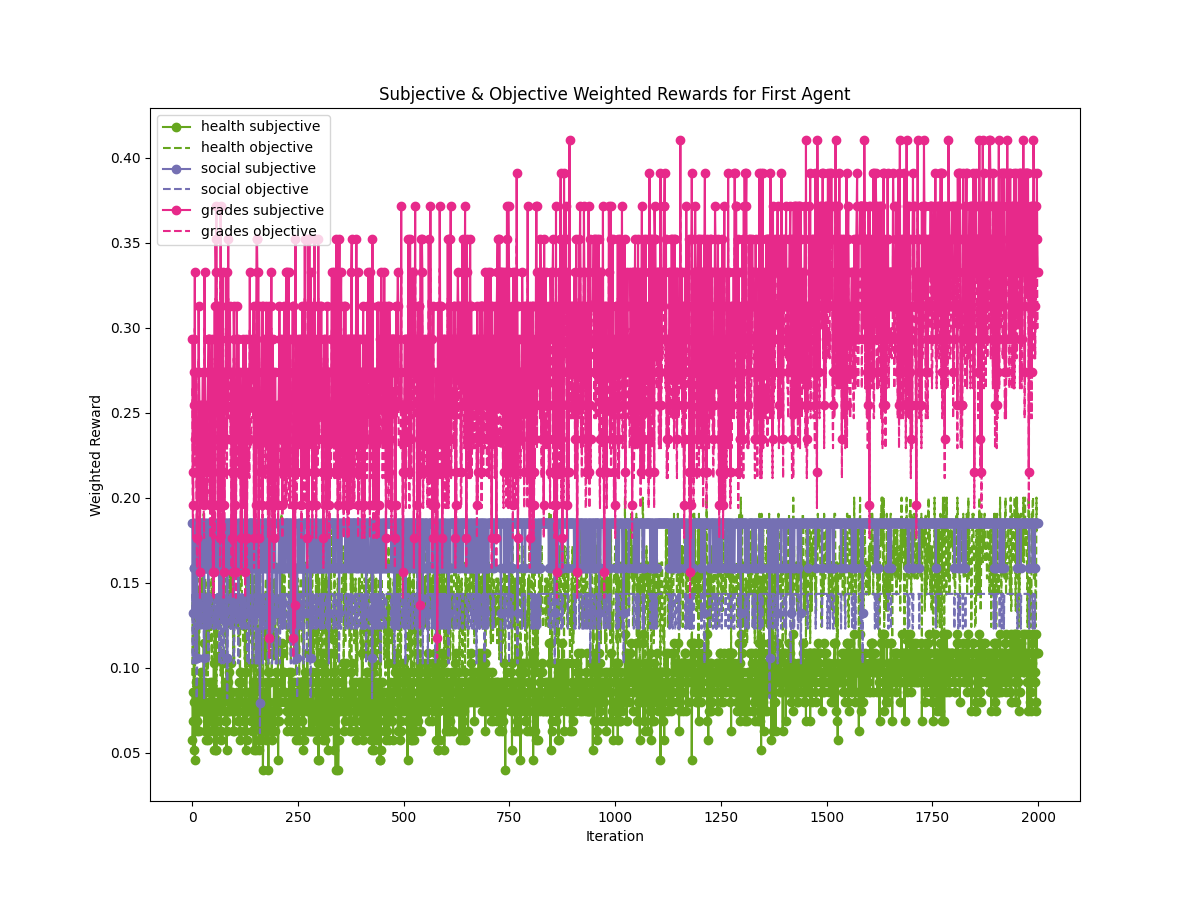 Subjective & Objective Weighted Rewards for First Agent
health subjective
health objective
social subjective
social objective
grades subjective
grades objective
Weighted Reward
0.40
0.35
0.30
0.25
0.20
0.15
0.10
0.05
0 250 500 750 1000 1250 1500 1750 2000
Iteration